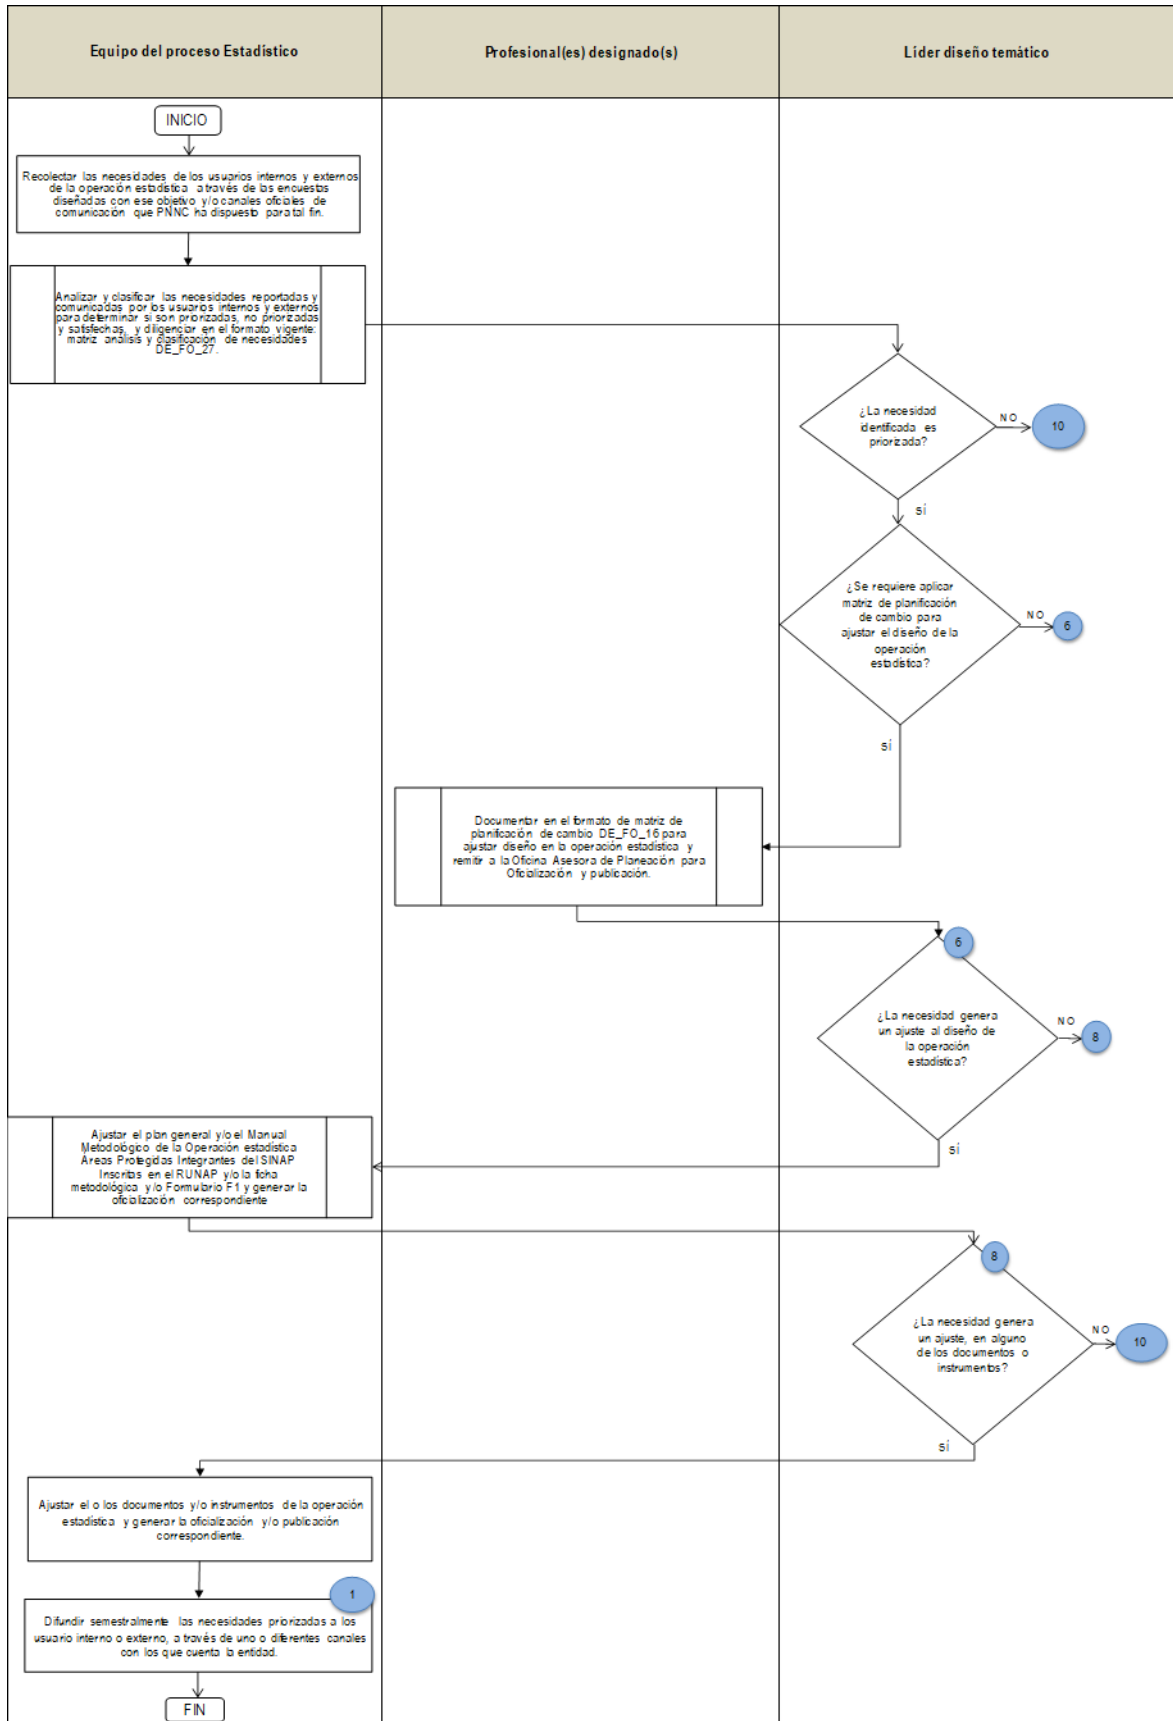 Equipo del proceso Estadístico
Profesional(es) designado(s)
Líder diseño temático
INICIO
Recolectar las necesidades de los usuarios internos y externos
de la operación estadística a través de las encuestas
diseñadas con ese objetivo y/o canales oficiales de
comunicación que PNNC ha dispuesto para tal fin.
Analizar y clasificar las necesidades reportadas y
comunicadas por los usuarios internos y externos
para determinar si son priorizadas, no priorizadas
y satisfechas, y diligenciar en el formato vigente:
matriz análisis y clasificación de necesidades
DE_FO_27.
¿La necesidad
identificada es
priorizada?
NO
10
sí
¿Se requiere aplicar
matriz de planificación
de cambio para
ajustar el diseño de la
operación
estadística?
NO
6
sí
Documentar en el formato de matriz de
planificación de cambio DE_FO_16 para
ajustar diseño en la operación estadística y
remitir a la Oficina Asesora de Planeación para
Oficialización y publicación.
6
¿La necesidad genera
un ajuste al diseño de
la operación
estadística?
NO
8
sí
Ajustar el plan general y/o el Manual
Metodológico de la Operación estadística
Áreas Protegidas Integrantes del SINAP
Inscritas en el RUNAP y/o la ficha
metodológica y/o Formulario F1 y generar la
oficialización correspondiente
8
¿La necesidad genera
un ajuste, en alguno
de los documentos o
instrumentos?
NO
10
sí
Ajustar el o los documentos y/o instrumentos de la operación
estadística y generar la oficialización y/o publicación
correspondiente.
1
Difundir semestralmente las necesidades priorizadas a los
usuario interno o externo, a través de uno o diferentes canales
con los que cuenta la entidad.
FIN